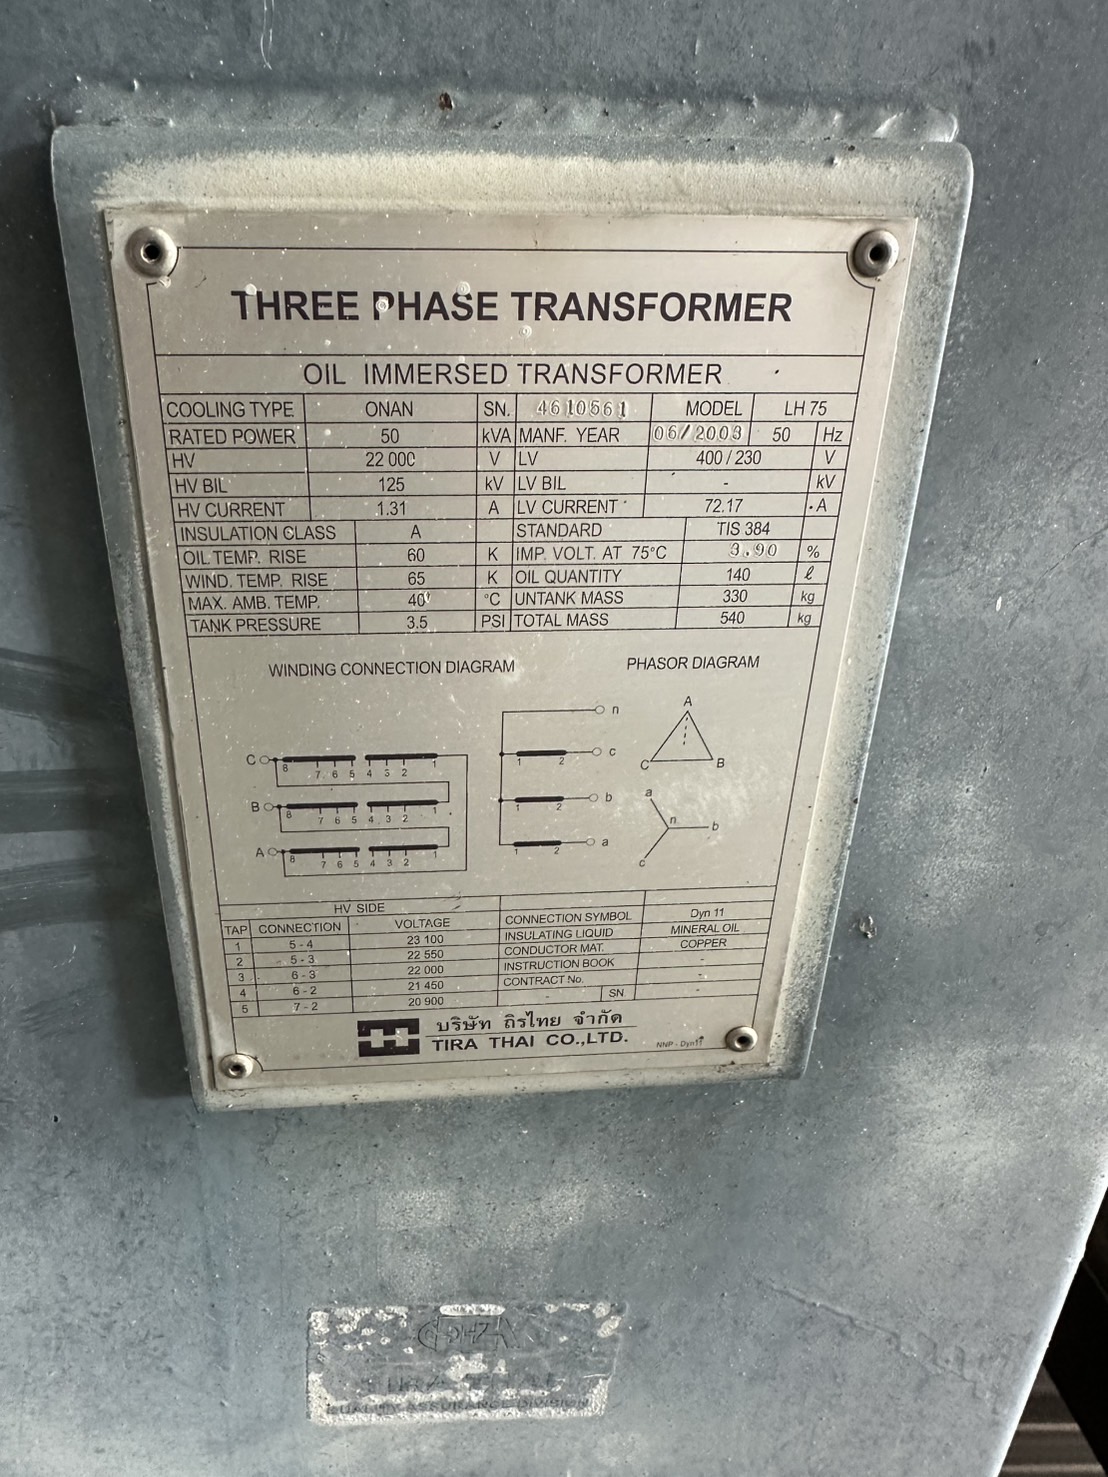 THREE PHASE TRANSFORMER
OIL IMMERSED TRANSFORMER
COOLING TYPE ONAN SN. 4610561 MODEL LH 75
RATED POWER 50 kVA MANF. YEAR 06/2003 50 Hz
HV 22 000 V LV 400 / 230 V
HV BIL 125 kV LV BIL - kV
HV CURRENT 1.31 A LV CURRENT 72.17 A
INSULATION CLASS A STANDARD TIS 384
OIL TEMP. RISE 60 K IMP. VOLT. AT 75°C 3.90 %
WIND. TEMP. RISE 65 K OIL QUANTITY 140 ℓ
MAX. AMB. TEMP. 40 °C UNTANK MASS 330 kg
TANK PRESSURE 3.5 PSI TOTAL MASS 540 kg
WINDING CONNECTION DIAGRAM PHASOR DIAGRAM
n
A
C 8 7 6 5 4 3 2 1
1 2 c
C B
B 8 7 6 5 4 3 2 1
1 2 b
a n b
A 8 7 6 5 4 3 2 1
1 2 a
c
HV SIDE
TAP CONNECTION VOLTAGE CONNECTION SYMBOL Dyn 11
1 5 - 4 23 100 INSULATING LIQUID MINERAL OIL
2 5 - 3 22 550 CONDUCTOR MAT. COPPER
3 6 - 3 22 000 INSTRUCTION BOOK -
4 6 - 2 21 450 CONTRACT No. -
5 7 - 2 20 900 - SN -
บริษัท ถิรไทย จำกัด
TIRA THAI CO.,LTD.
NNP - Dyn11
QUALITY ASSURANCE DIVISION